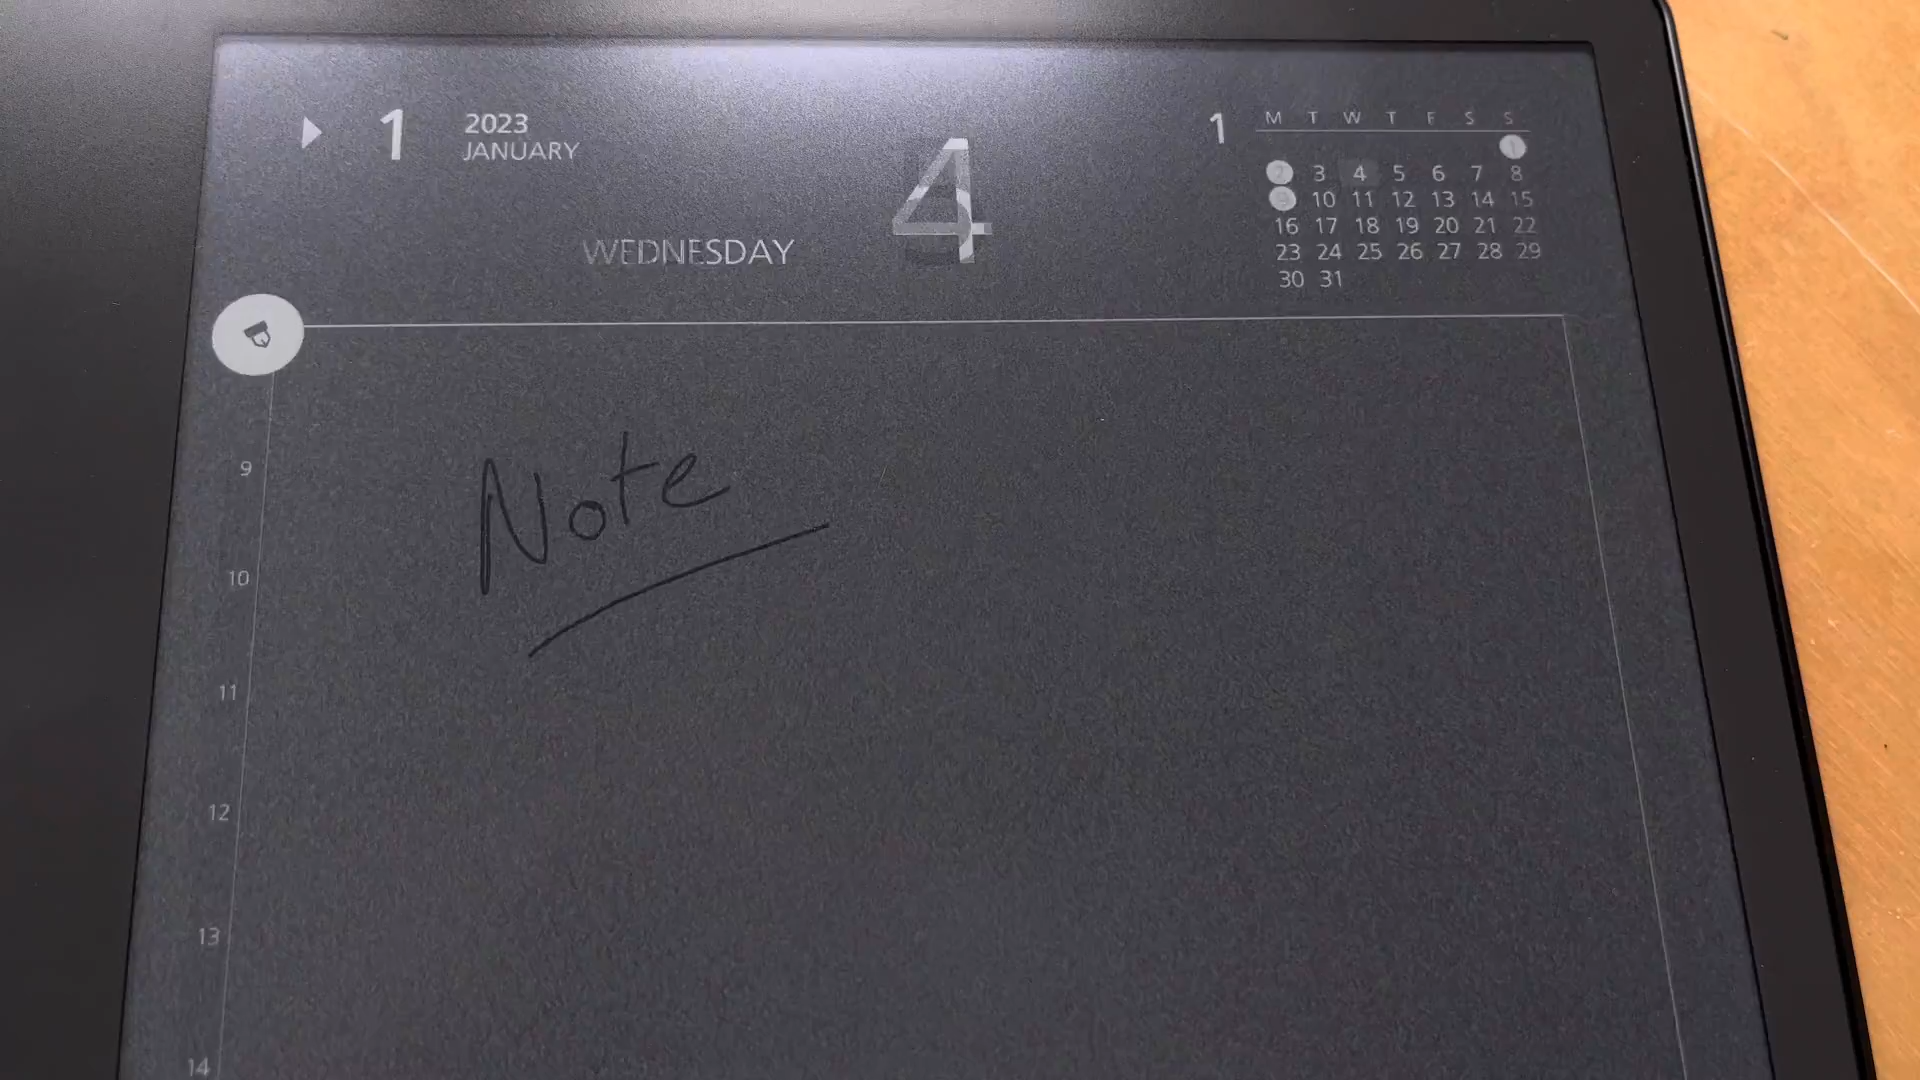 1 2023
JANUARY
4
WEDNESDAY
1 M T W T F S S
1
2 3 4 5 6 7 8
9 10 11 12 13 14 15
16 17 18 19 20 21 22
23 24 25 26 27 28 29
30 31
9
Note
10
11
12
13
14